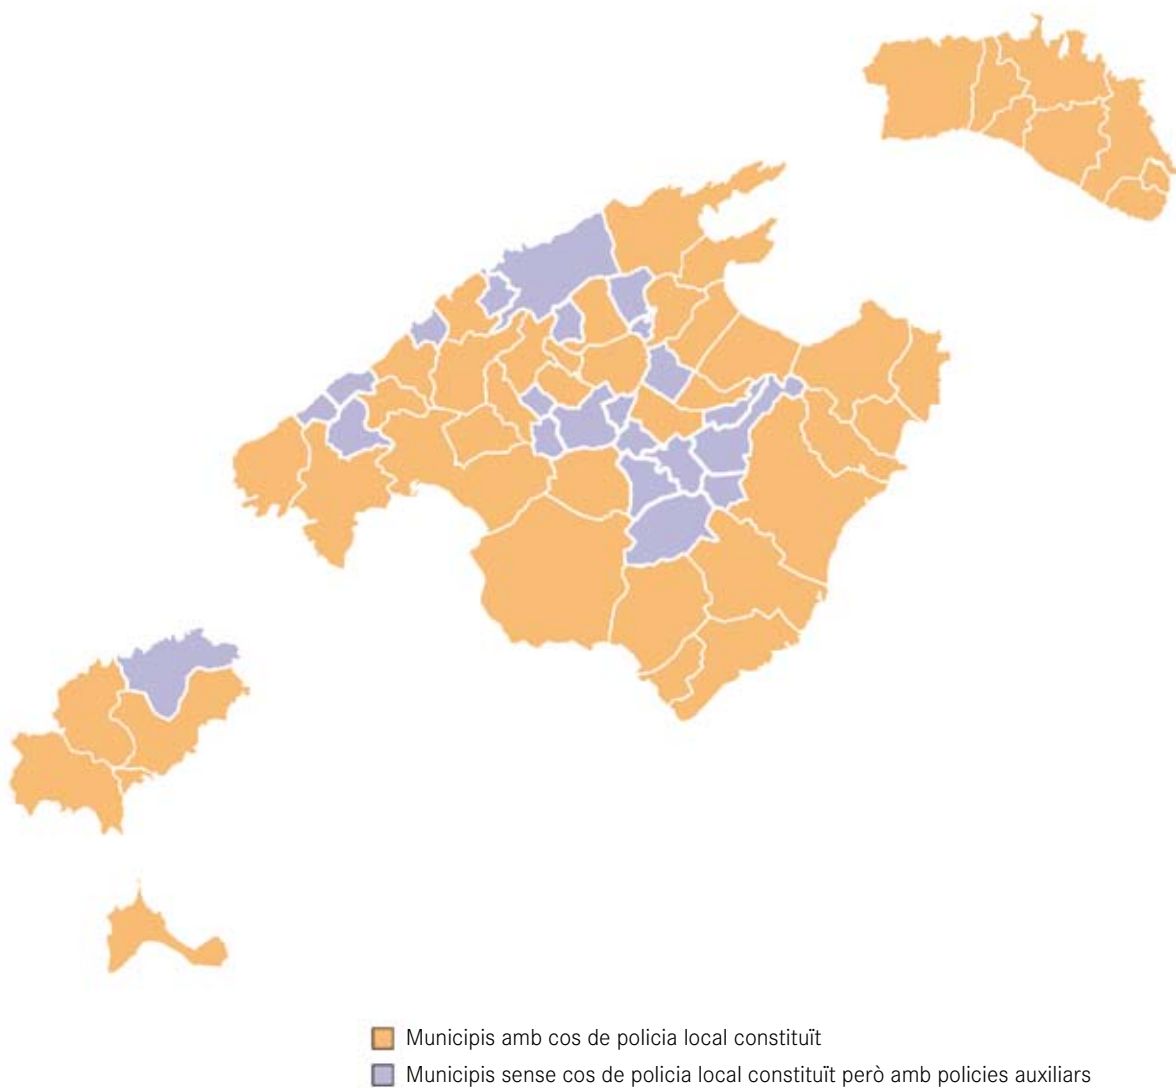 Municipis amb cos de policia local constituït
Municipis sense cos de policia local constituït però amb policies auxiliars